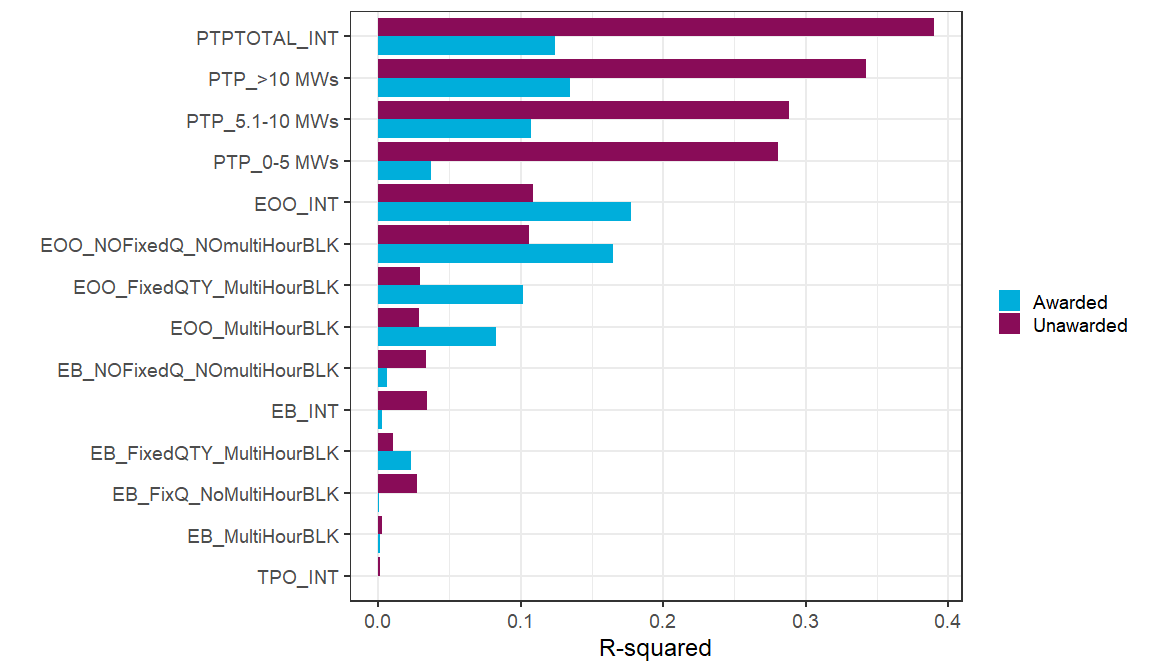 PTPTOTAL_INT
PTP_>10 MWs
PTP_5.1-10 MWs
PTP_0-5 MWs
EOO_INT
EOO_NOFixedQ_NOmultiHourBLK
EOO_FixedQTY_MultiHourBLK
EOO_MultiHourBLK
EB_NOFixedQ_NOmultiHourBLK
EB_INT
EB_FixedQTY_MultiHourBLK
EB_FixQ_NoMultiHourBLK
EB_MultiHourBLK
TPO_INT
0.0 0.1 0.2 0.3 0.4
R-squared
Awarded
Unawarded